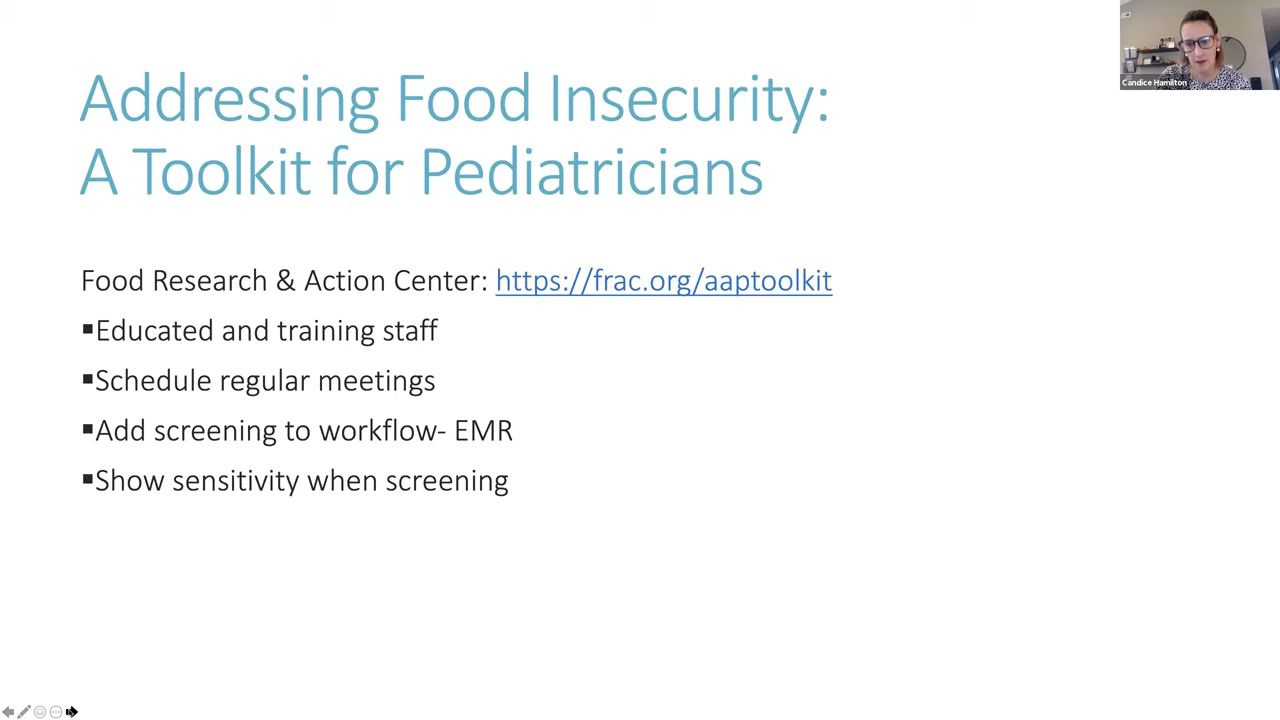 Addressing Food Insecurity:
A Toolkit for Pediatricians
Food Research & Action Center: https://frac.org/aaptoolkit
▪Educated and training staff
▪Schedule regular meetings
▪Add screening to workflow- EMR
▪Show sensitivity when screening
Candice Hamilton